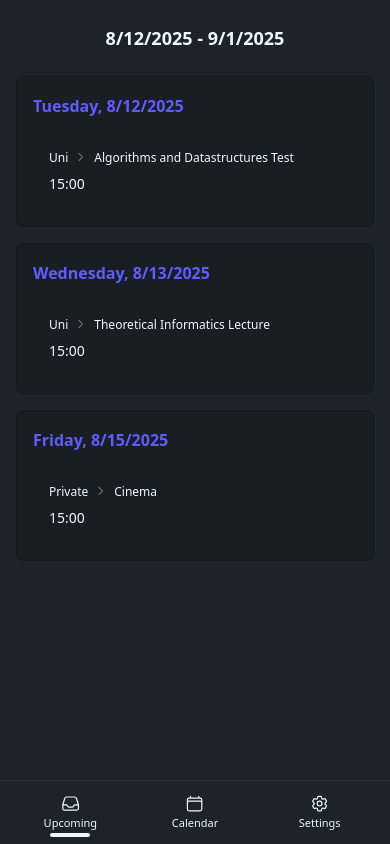 8/12/2025 - 9/1/2025
Tuesday, 8/12/2025
Uni > Algorithms and Datastructures Test
15:00
Wednesday, 8/13/2025
Uni > Theoretical Informatics Lecture
15:00
Friday, 8/15/2025
Private > Cinema
15:00
Upcoming Calendar Settings